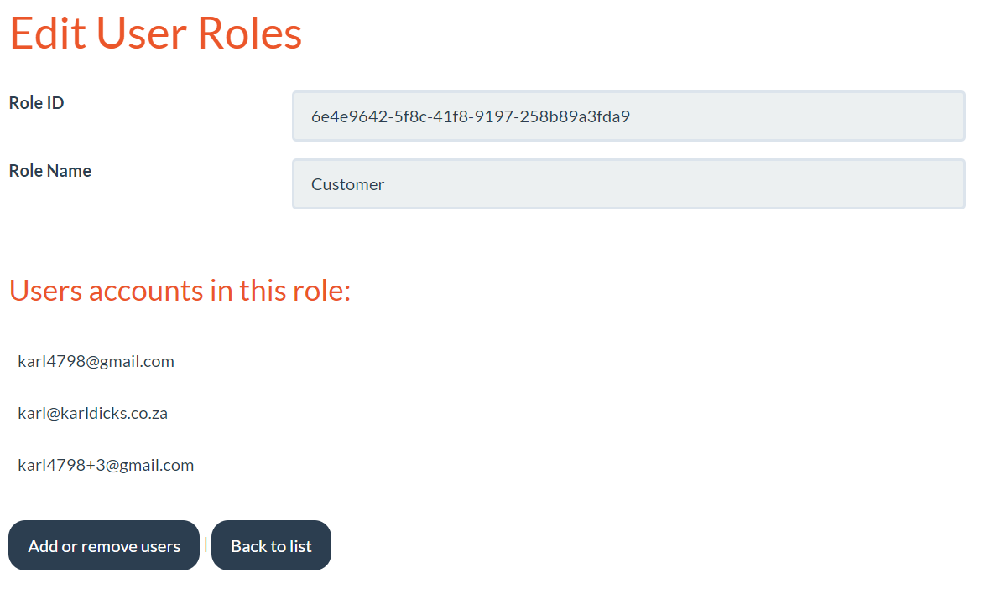 Edit User Roles
Role ID
6e4e9642-5f8c-41f8-9197-258b89a3fda9
Role Name
Customer
Users accounts in this role:
karl4798@gmail.com
karl@karldicks.co.za
karl4798+3@gmail.com
Add or remove users | Back to list